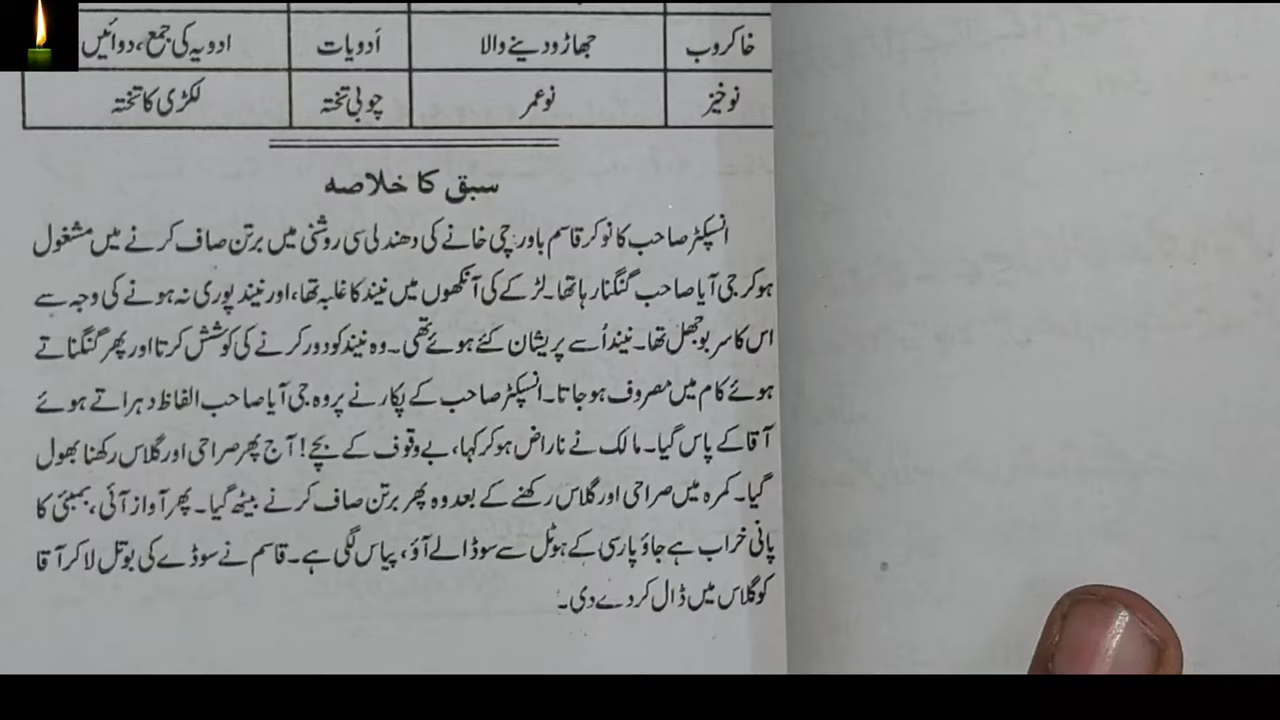 خاکروب جھاڑو دینے والا اَدویات ادویہ کی جمع، دوائیں
نوخیز نوعمر چوبی تختہ لکڑی کا تختہ
سبق کا خلاصہ
انسپکٹر صاحب کا نوکر قاسم باورچی خانے کی دھندلی سی روشنی میں برتن صاف کرنے میں مشغول
ہوکر جی آیا صاحب گنگنا رہا تھا۔ لڑکے کی آنکھوں میں نیند کا غلبہ تھا، اور نیند پوری نہ ہونے کی وجہ سے
اس کا سر بوجھل تھا۔ نیند اُسے پریشان کئے ہوئے تھی۔ وہ نیند کو دور کرنے کی کوشش کرتا اور پھر گنگناتے
ہوئے کام میں مصروف ہو جاتا۔ انسپکٹر صاحب کے پکارنے پر وہ جی آیا صاحب الفاظ دہراتے ہوئے
آقا کے پاس گیا۔ مالک نے ناراض ہوکر کہا، بے وقوف کے بچے! آج پھر صراحی اور گلاس رکھنا بھول
گیا۔ کمرہ میں صراحی اور گلاس رکھنے کے بعد وہ پھر برتن صاف کرنے بیٹھ گیا۔ پھر آواز آئی، بمبئی کا
پانی خراب ہے جاؤ پارسی کے ہوٹل سے سوڈا لے آؤ، پیاس لگی ہے۔ قاسم نے سوڈے کی بوتل لا کر آقا
کو گلاس میں ڈال کر دے دی۔